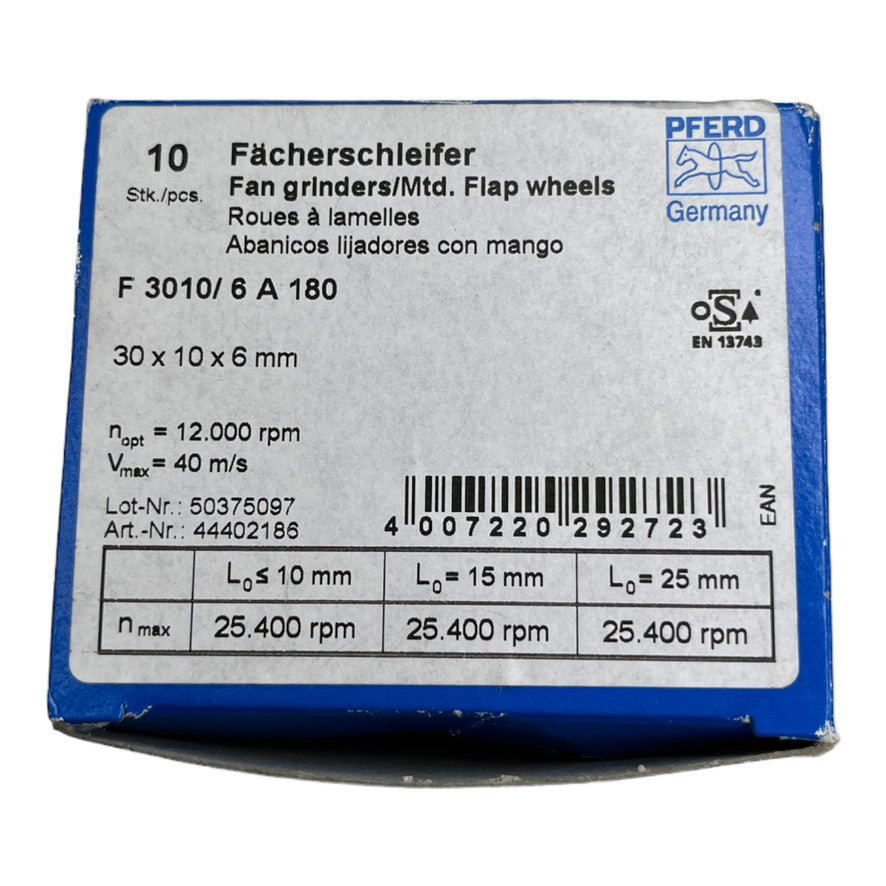 10
Stk./pcs.
Fächerschleifer
Fan grinders/Mtd. Flap wheels
Roues à lamelles
Abanicos lijadores con mango
PFERD
Germany
F 3010/ 6 A 180
oSA
EN 13743
30 x 10 x 6 mm
nopt = 12.000 rpm
Vmax = 40 m/s
Lot-Nr.: 50375097
Art.-Nr.: 44402186
4 007220 292723
EAN
L0≤ 10 mm L0= 15 mm L0= 25 mm
n max 25.400 rpm 25.400 rpm 25.400 rpm